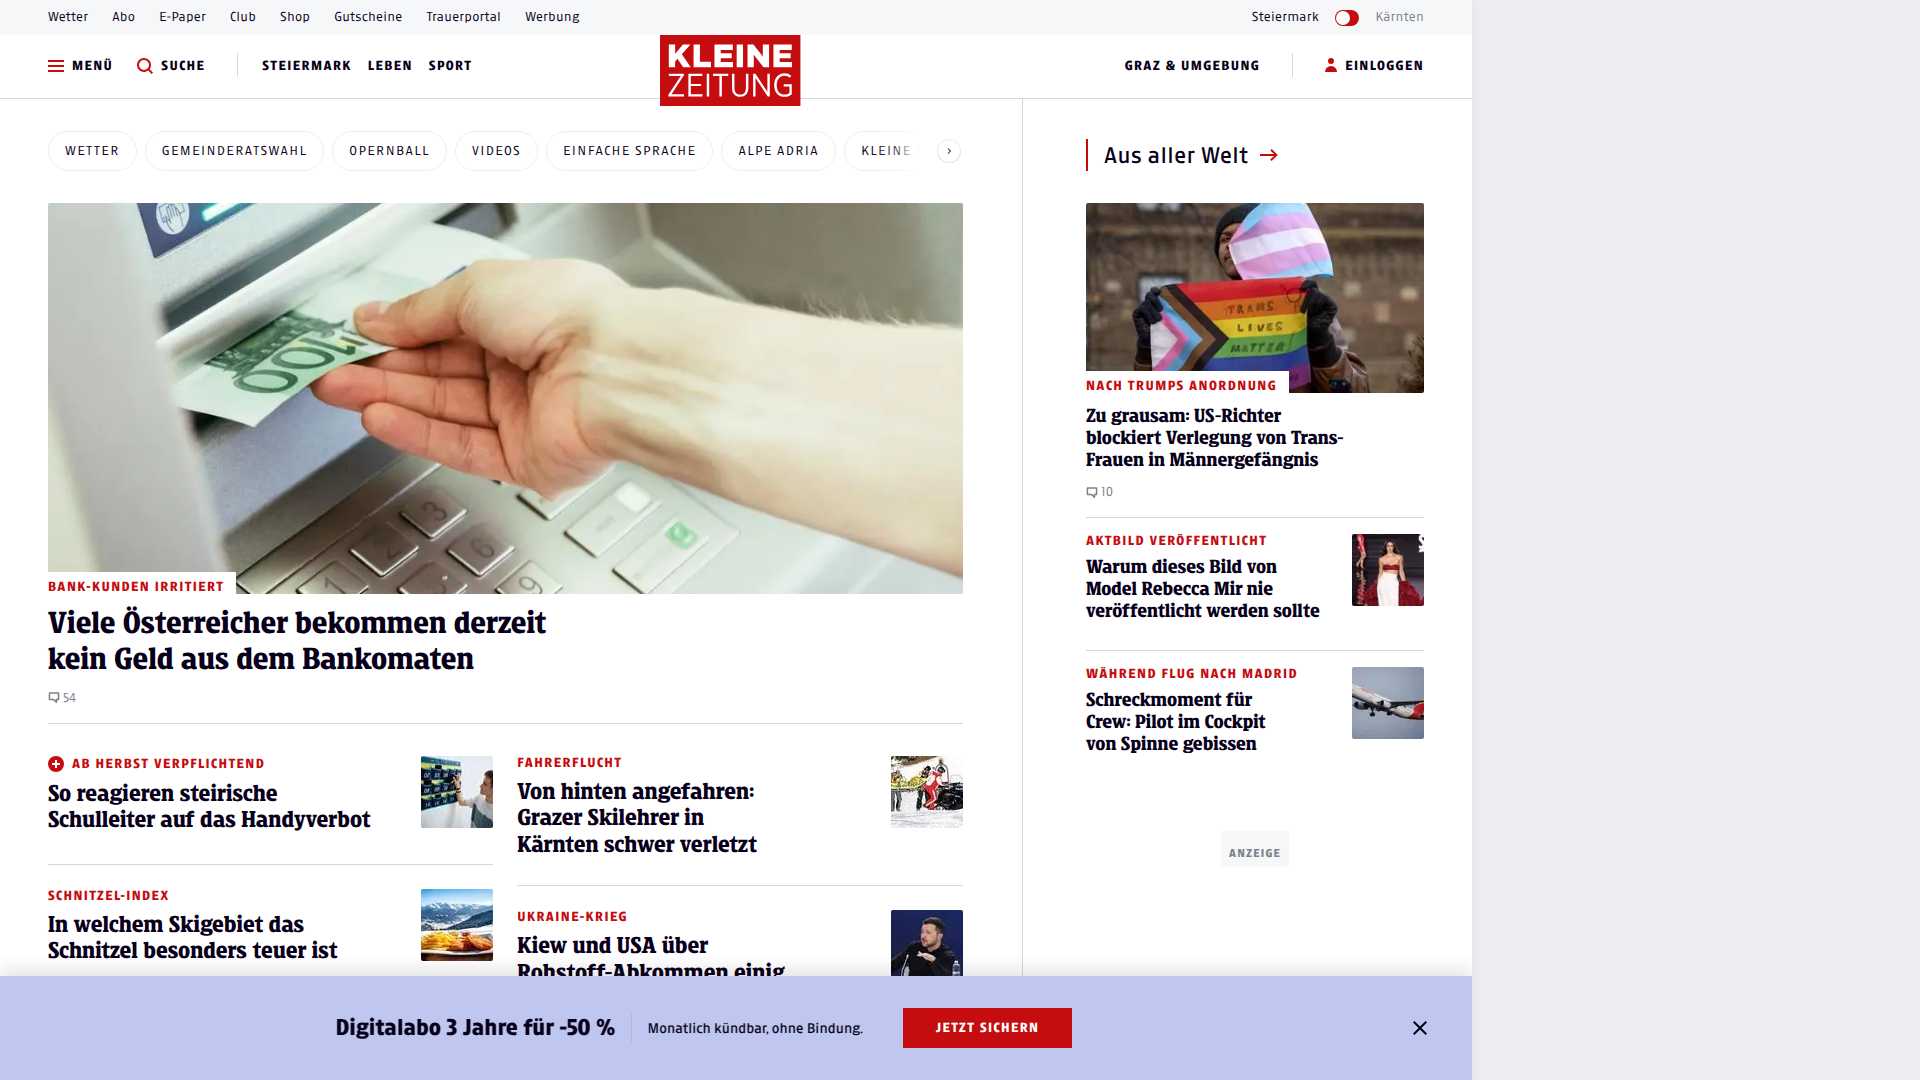 Wetter Abo E-Paper Club Shop Gutscheine Trauerportal Werbung Steiermark Kärnten
MENÜ SUCHE STEIERMARK LEBEN SPORT KLEINE ZEITUNG GRAZ & UMGEBUNG EINLOGGEN
WETTER GEMEINDERATSWAHL OPERNBALL VIDEOS EINFACHE SPRACHE ALPE ADRIA KLEINE
100
3
6
9
BANK-KUNDEN IRRITIERT
Viele Österreicher bekommen derzeit
kein Geld aus dem Bankomaten
54
AB HERBST VERPFLICHTEND
So reagieren steirische
Schulleiter auf das Handyverbot
SCHNITZEL-INDEX
In welchem Skigebiet das
Schnitzel besonders teuer ist
FAHRERFLUCHT
Von hinten angefahren:
Grazer Skilehrer in
Kärnten schwer verletzt
UKRAINE-KRIEG
Kiew und USA über
Rohstoff-Abkommen einig
Aus aller Welt
TRANS
LIVES
MATTER
NACH TRUMPS ANORDNUNG
Zu grausam: US-Richter
blockiert Verlegung von Trans-
Frauen in Männergefängnis
10
AKTBILD VERÖFFENTLICHT
Warum dieses Bild von
Model Rebecca Mir nie
veröffentlicht werden sollte
WÄHREND FLUG NACH MADRID
Schreckmoment für
Crew: Pilot im Cockpit
von Spinne gebissen
ANZEIGE
Digitalabo 3 Jahre für -50 % Monatlich kündbar, ohne Bindung. JETZT SICHERN